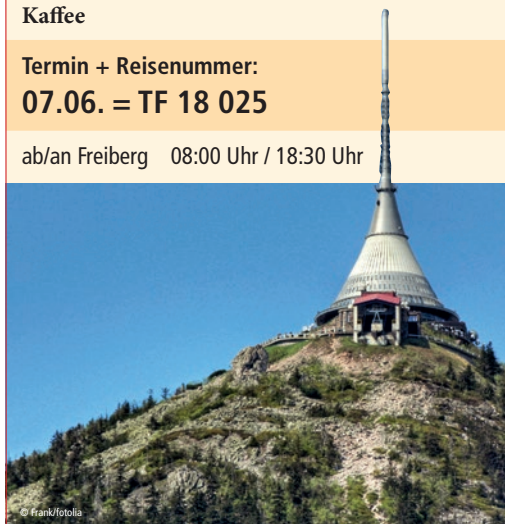 Kaffee
Termin + Reisenummer:
07.06. = TF 18 025
ab/an Freiberg 08:00 Uhr / 18:30 Uhr
© Frank/fotolia